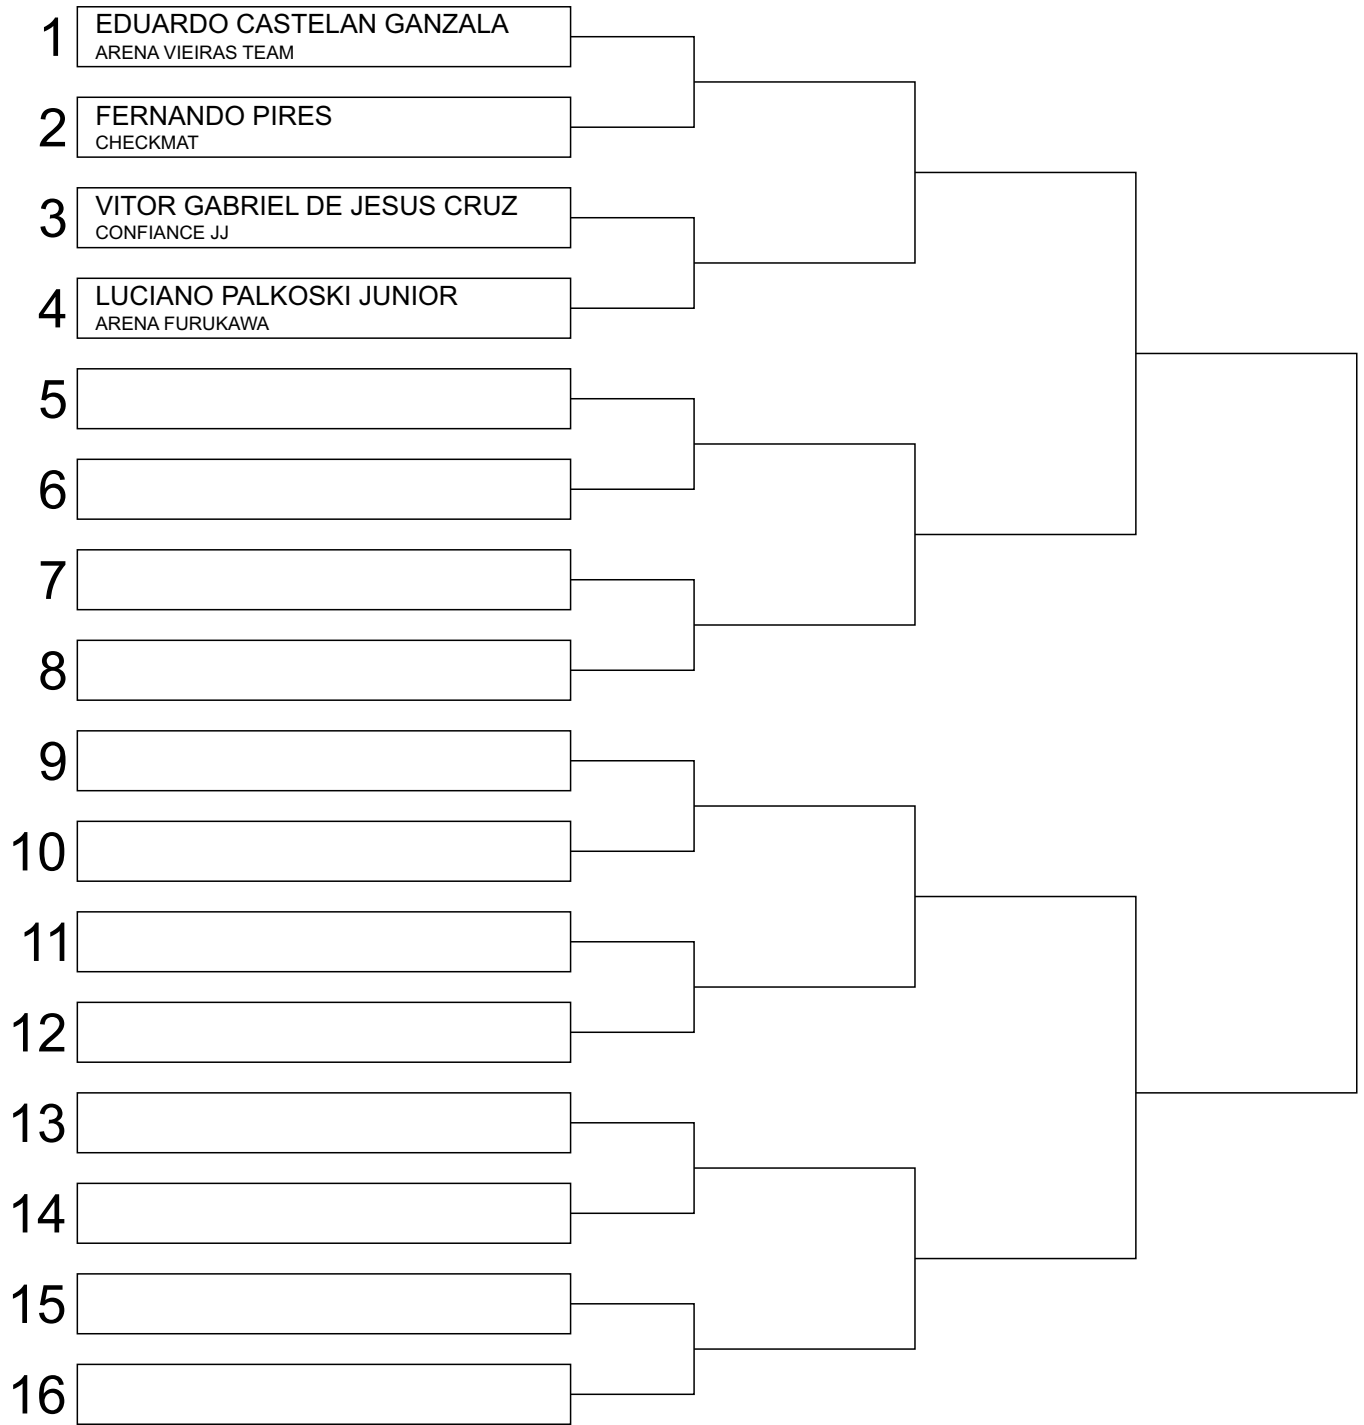 1
EDUARDO CASTELAN GANZALA
ARENA VIEIRAS TEAM
2
FERNANDO PIRES
CHECKMAT
3
VITOR GABRIEL DE JESUS CRUZ
CONFIANCE JJ
4
LUCIANO PALKOSKI JUNIOR
ARENA FURUKAWA
5
6
7
8
9
10
11
12
13
14
15
16